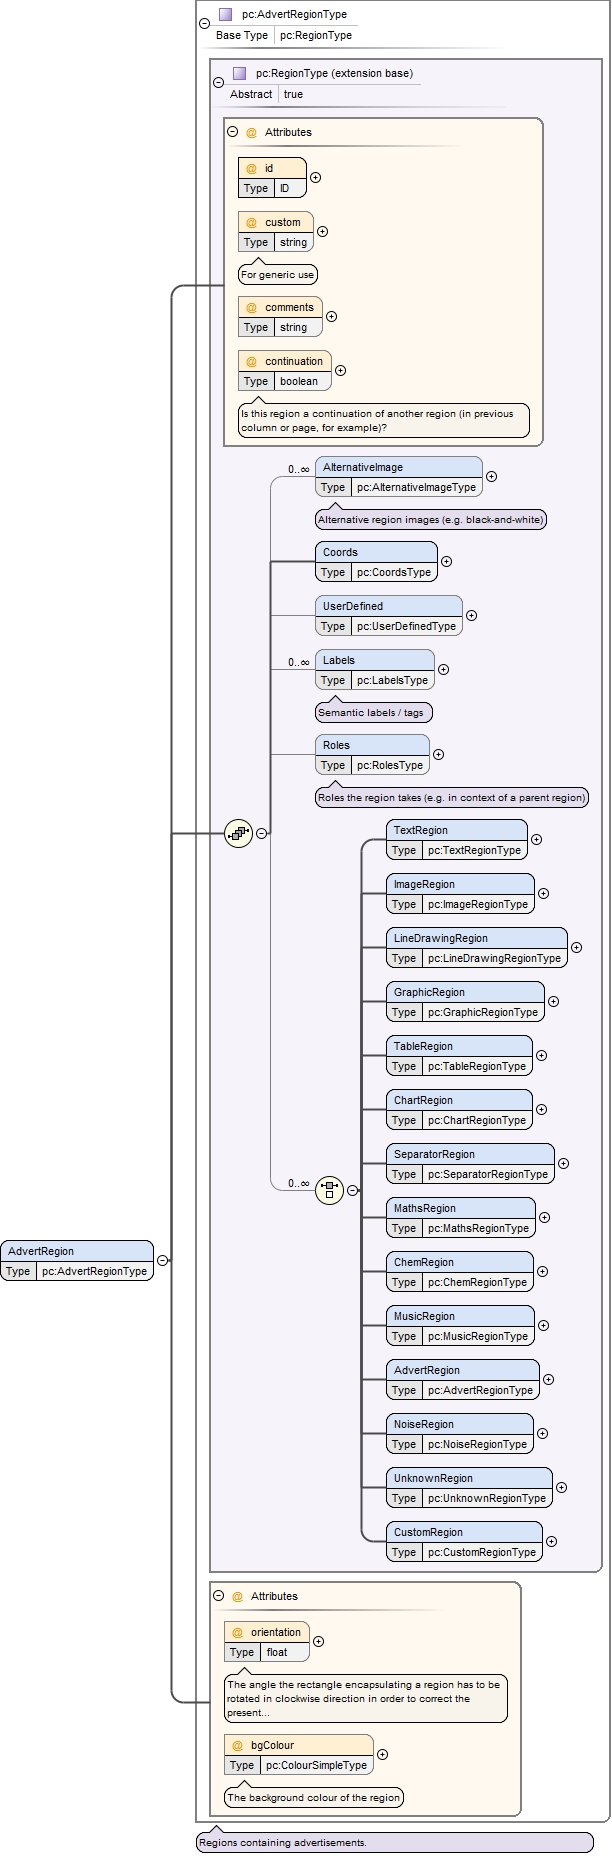 pc:AdvertRegionType
Base Type pc:RegionType
pc:RegionType (extension base)
Abstract true
@ Attributes
@ id
Type ID
@ custom
Type string
For generic use
@ comments
Type string
@ continuation
Type boolean
Is this region a continuation of another region (in previous
column or page, for example)?
0..∞ AlternativeImage
Type pc:AlternativeImageType
Alternative region images (e.g. black-and-white)
Coords
Type pc:CoordsType
UserDefined
Type pc:UserDefinedType
0..∞ Labels
Type pc:LabelsType
Semantic labels / tags
Roles
Type pc:RolesType
Roles the region takes (e.g. in context of a parent region)
TextRegion
Type pc:TextRegionType
ImageRegion
Type pc:ImageRegionType
LineDrawingRegion
Type pc:LineDrawingRegionType
GraphicRegion
Type pc:GraphicRegionType
TableRegion
Type pc:TableRegionType
ChartRegion
Type pc:ChartRegionType
SeparatorRegion
Type pc:SeparatorRegionType
0..∞
MathsRegion
Type pc:MathsRegionType
AdvertRegion
Type pc:AdvertRegionType
ChemRegion
Type pc:ChemRegionType
MusicRegion
Type pc:MusicRegionType
AdvertRegion
Type pc:AdvertRegionType
NoiseRegion
Type pc:NoiseRegionType
UnknownRegion
Type pc:UnknownRegionType
CustomRegion
Type pc:CustomRegionType
@ Attributes
@ orientation
Type float
The angle the rectangle encapsulating a region has to be
rotated in clockwise direction in order to correct the
present...
@ bgColour
Type pc:ColourSimpleType
The background colour of the region
Regions containing advertisements.